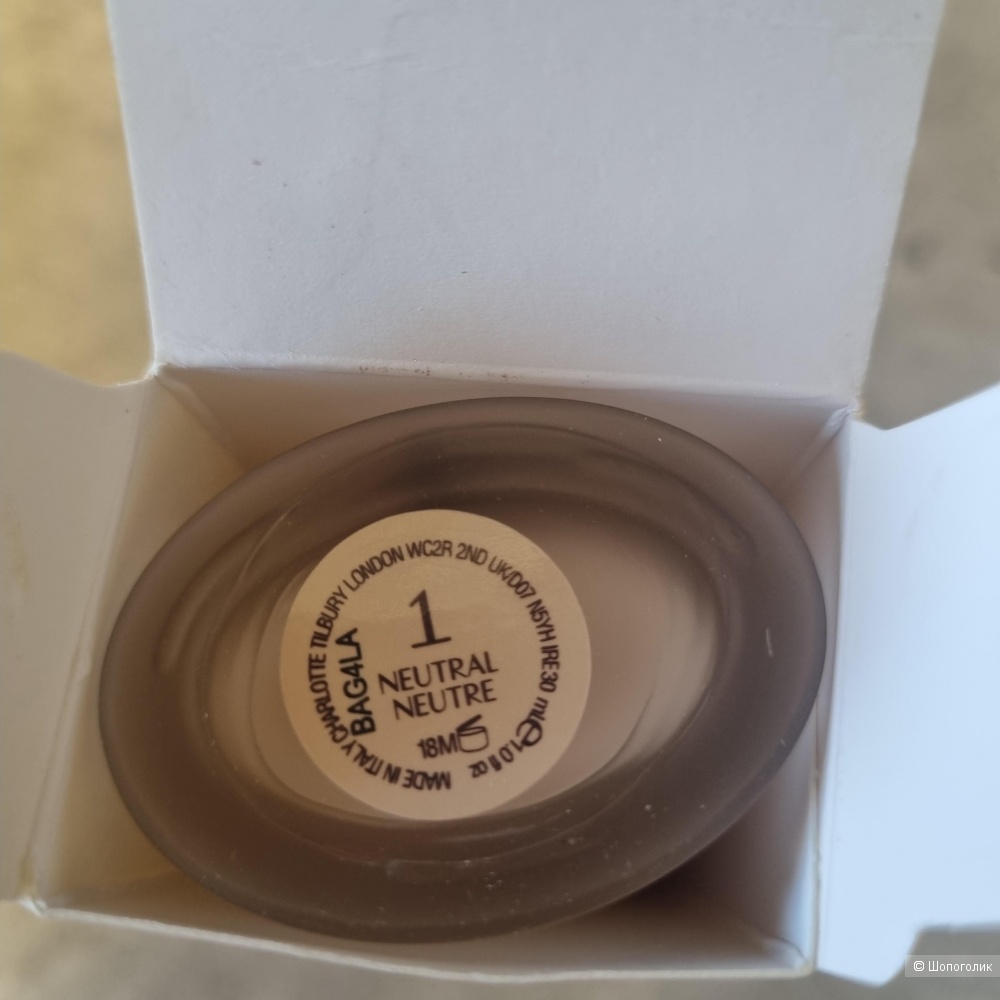 CHARLOTTE TILBURY LONDON WC2R 2ND UK/D07 N5YH IRE 30 ml e 1.0 fl oz
MADE IN ITALY
BAG4LA
1
NEUTRAL
NEUTRE
18M
© Шопоголик